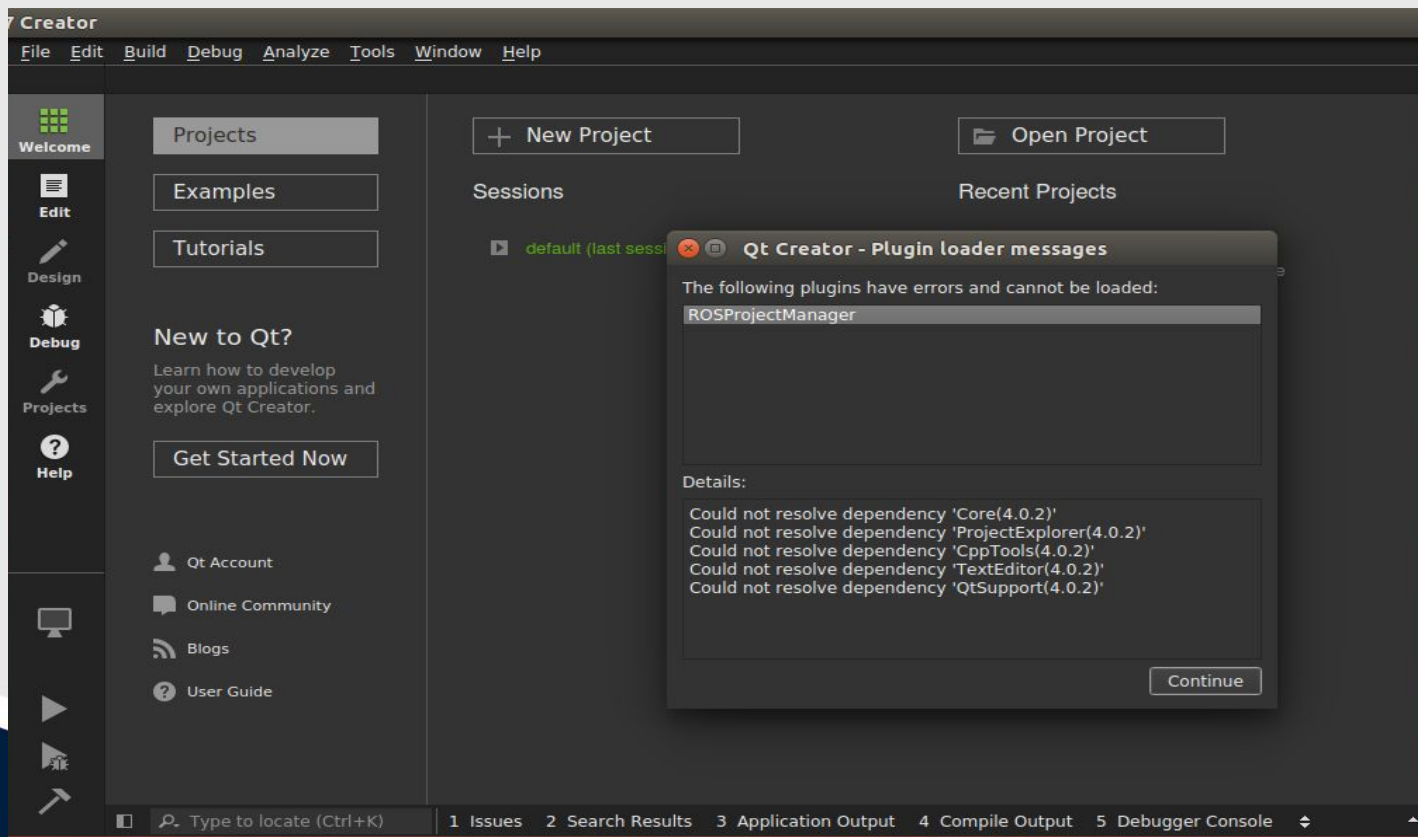 Creator
File Edit Build Debug Analyze Tools Window Help
Welcome
Edit
Design
Debug
Projects
Help
Projects
Examples
Tutorials
New to Qt?
Learn how to develop
your own applications and
explore Qt Creator.
Get Started Now
Qt Account
Online Community
Blogs
User Guide
New Project
Open Project
Sessions
Recent Projects
default (last sessi
Qt Creator - Plugin loader messages
The following plugins have errors and cannot be loaded:
ROSProjectManager
Details:
Could not resolve dependency 'Core(4.0.2)'
Could not resolve dependency 'ProjectExplorer(4.0.2)'
Could not resolve dependency 'CppTools(4.0.2)'
Could not resolve dependency 'TextEditor(4.0.2)'
Could not resolve dependency 'QtSupport(4.0.2)'
Continue
Type to locate (Ctrl+K)
1 Issues 2 Search Results 3 Application Output 4 Compile Output 5 Debugger Console